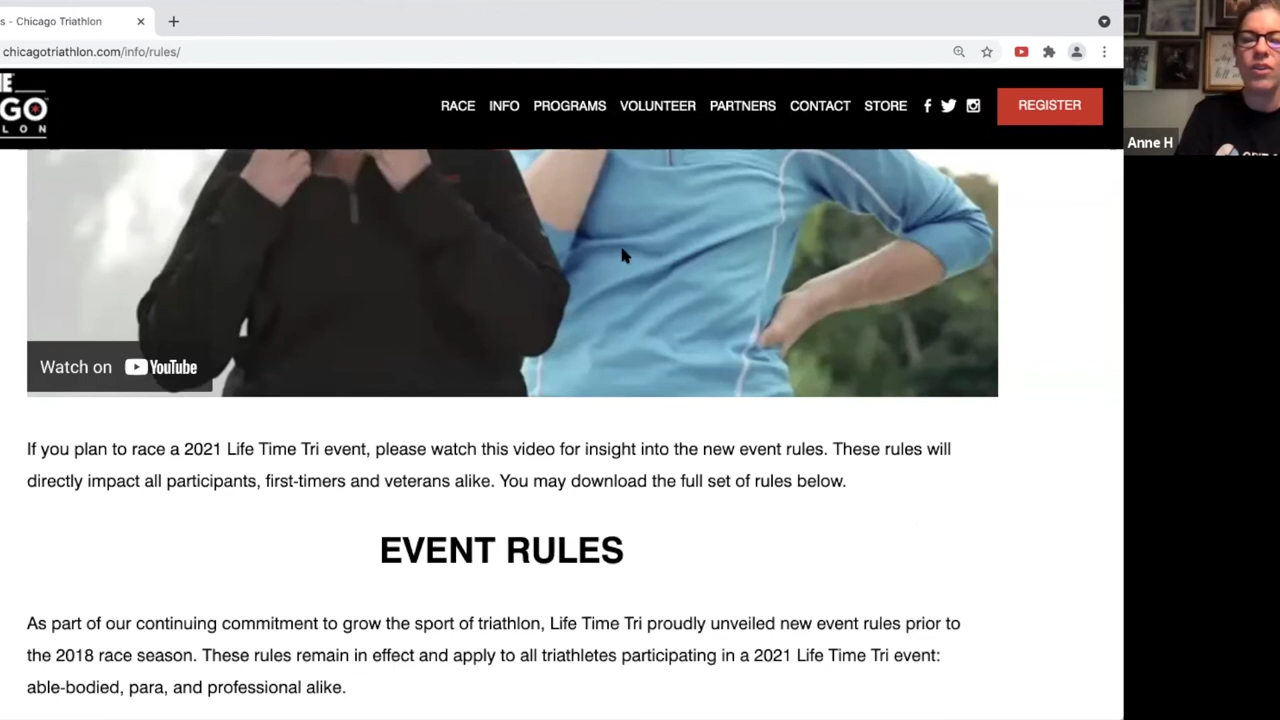 s - Chicago Triathlon
chicagotriathlon.com/info/rules/
GO
LON
RACE INFO PROGRAMS VOLUNTEER PARTNERS CONTACT STORE REGISTER
Anne H
Watch on YouTube
If you plan to race a 2021 Life Time Tri event, please watch this video for insight into the new event rules. These rules will
directly impact all participants, first-timers and veterans alike. You may download the full set of rules below.
EVENT RULES
As part of our continuing commitment to grow the sport of triathlon, Life Time Tri proudly unveiled new event rules prior to
the 2018 race season. These rules remain in effect and apply to all triathletes participating in a 2021 Life Time Tri event:
able-bodied, para, and professional alike.